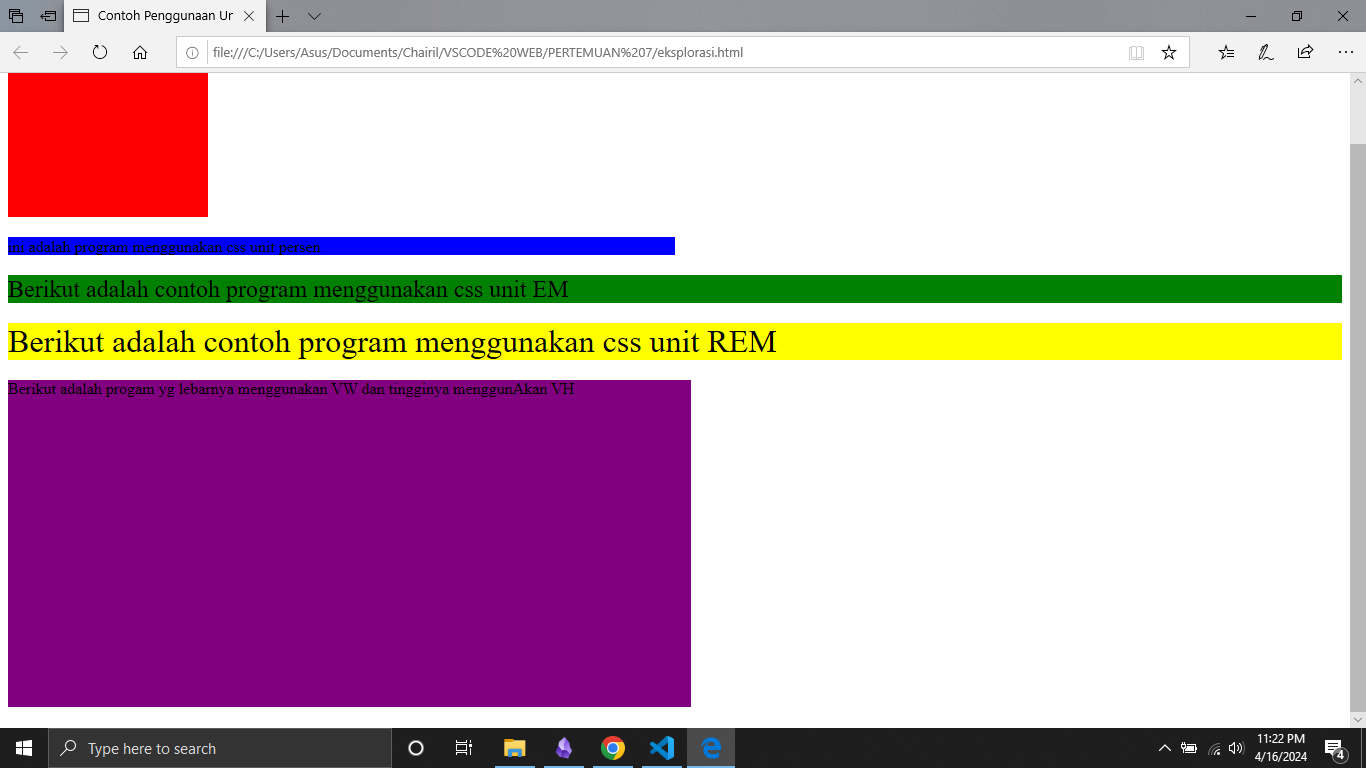 Contoh Penggunaan Ur
file:///C:/Users/Asus/Documents/Chairil/VSCODE%20WEB/PERTEMUAN%207/eksplorasi.html
ini adalah program menggunakan css unit persen
Berikut adalah contoh program menggunakan css unit EM
Berikut adalah contoh program menggunakan css unit REM
Berikut adalah progam yg lebarnya menggunakan VW dan tingginya menggunAkan VH
Type here to search
11:22 PM
4/16/2024
4